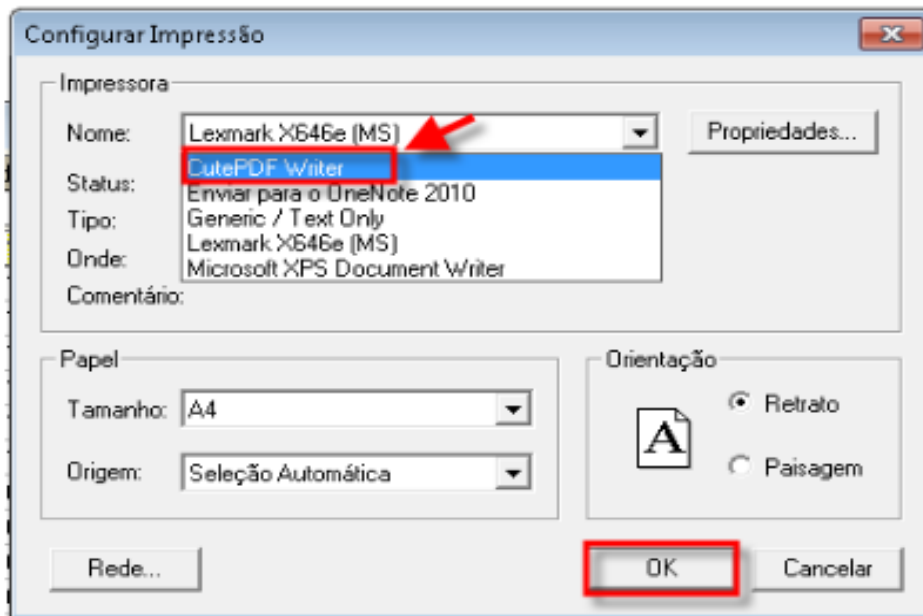 Configurar Impressão
Impressora
Nome: Lexmark X646e (MS) Propriedades...
CutePDF Writer
Status: Enviar para o OneNote 2010
Tipo: Generic / Text Only
Lexmark X646e (MS)
Onde: Microsoft XPS Document Writer
Comentário:
Papel
Tamanho: A4
Origem: Seleção Automática
Orientação
A
Retrato
Paisagem
Rede... OK Cancelar